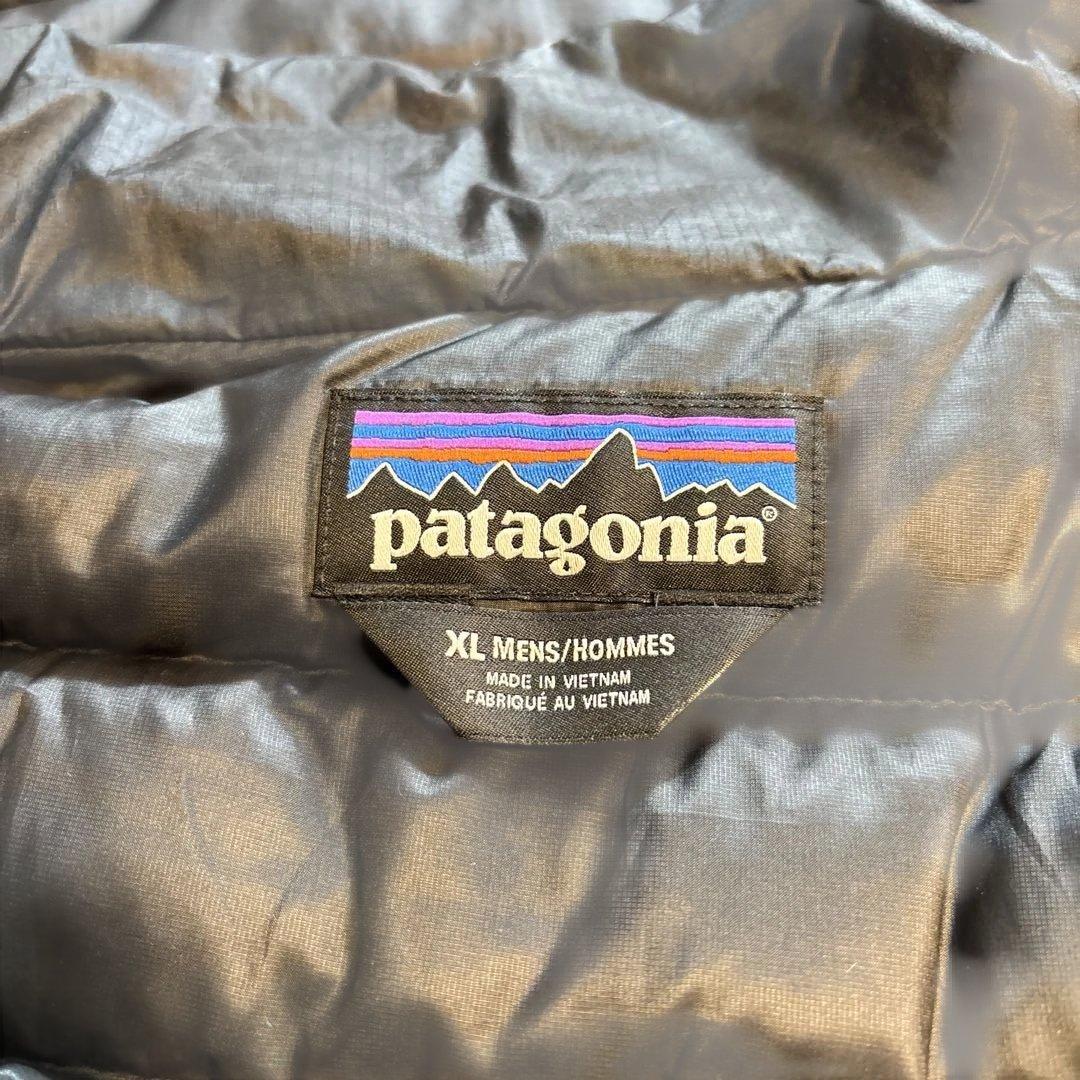 patagonia®
XL MENS/HOMMES
MADE IN VIETNAM
FABRIQUÉ AU VIETNAM